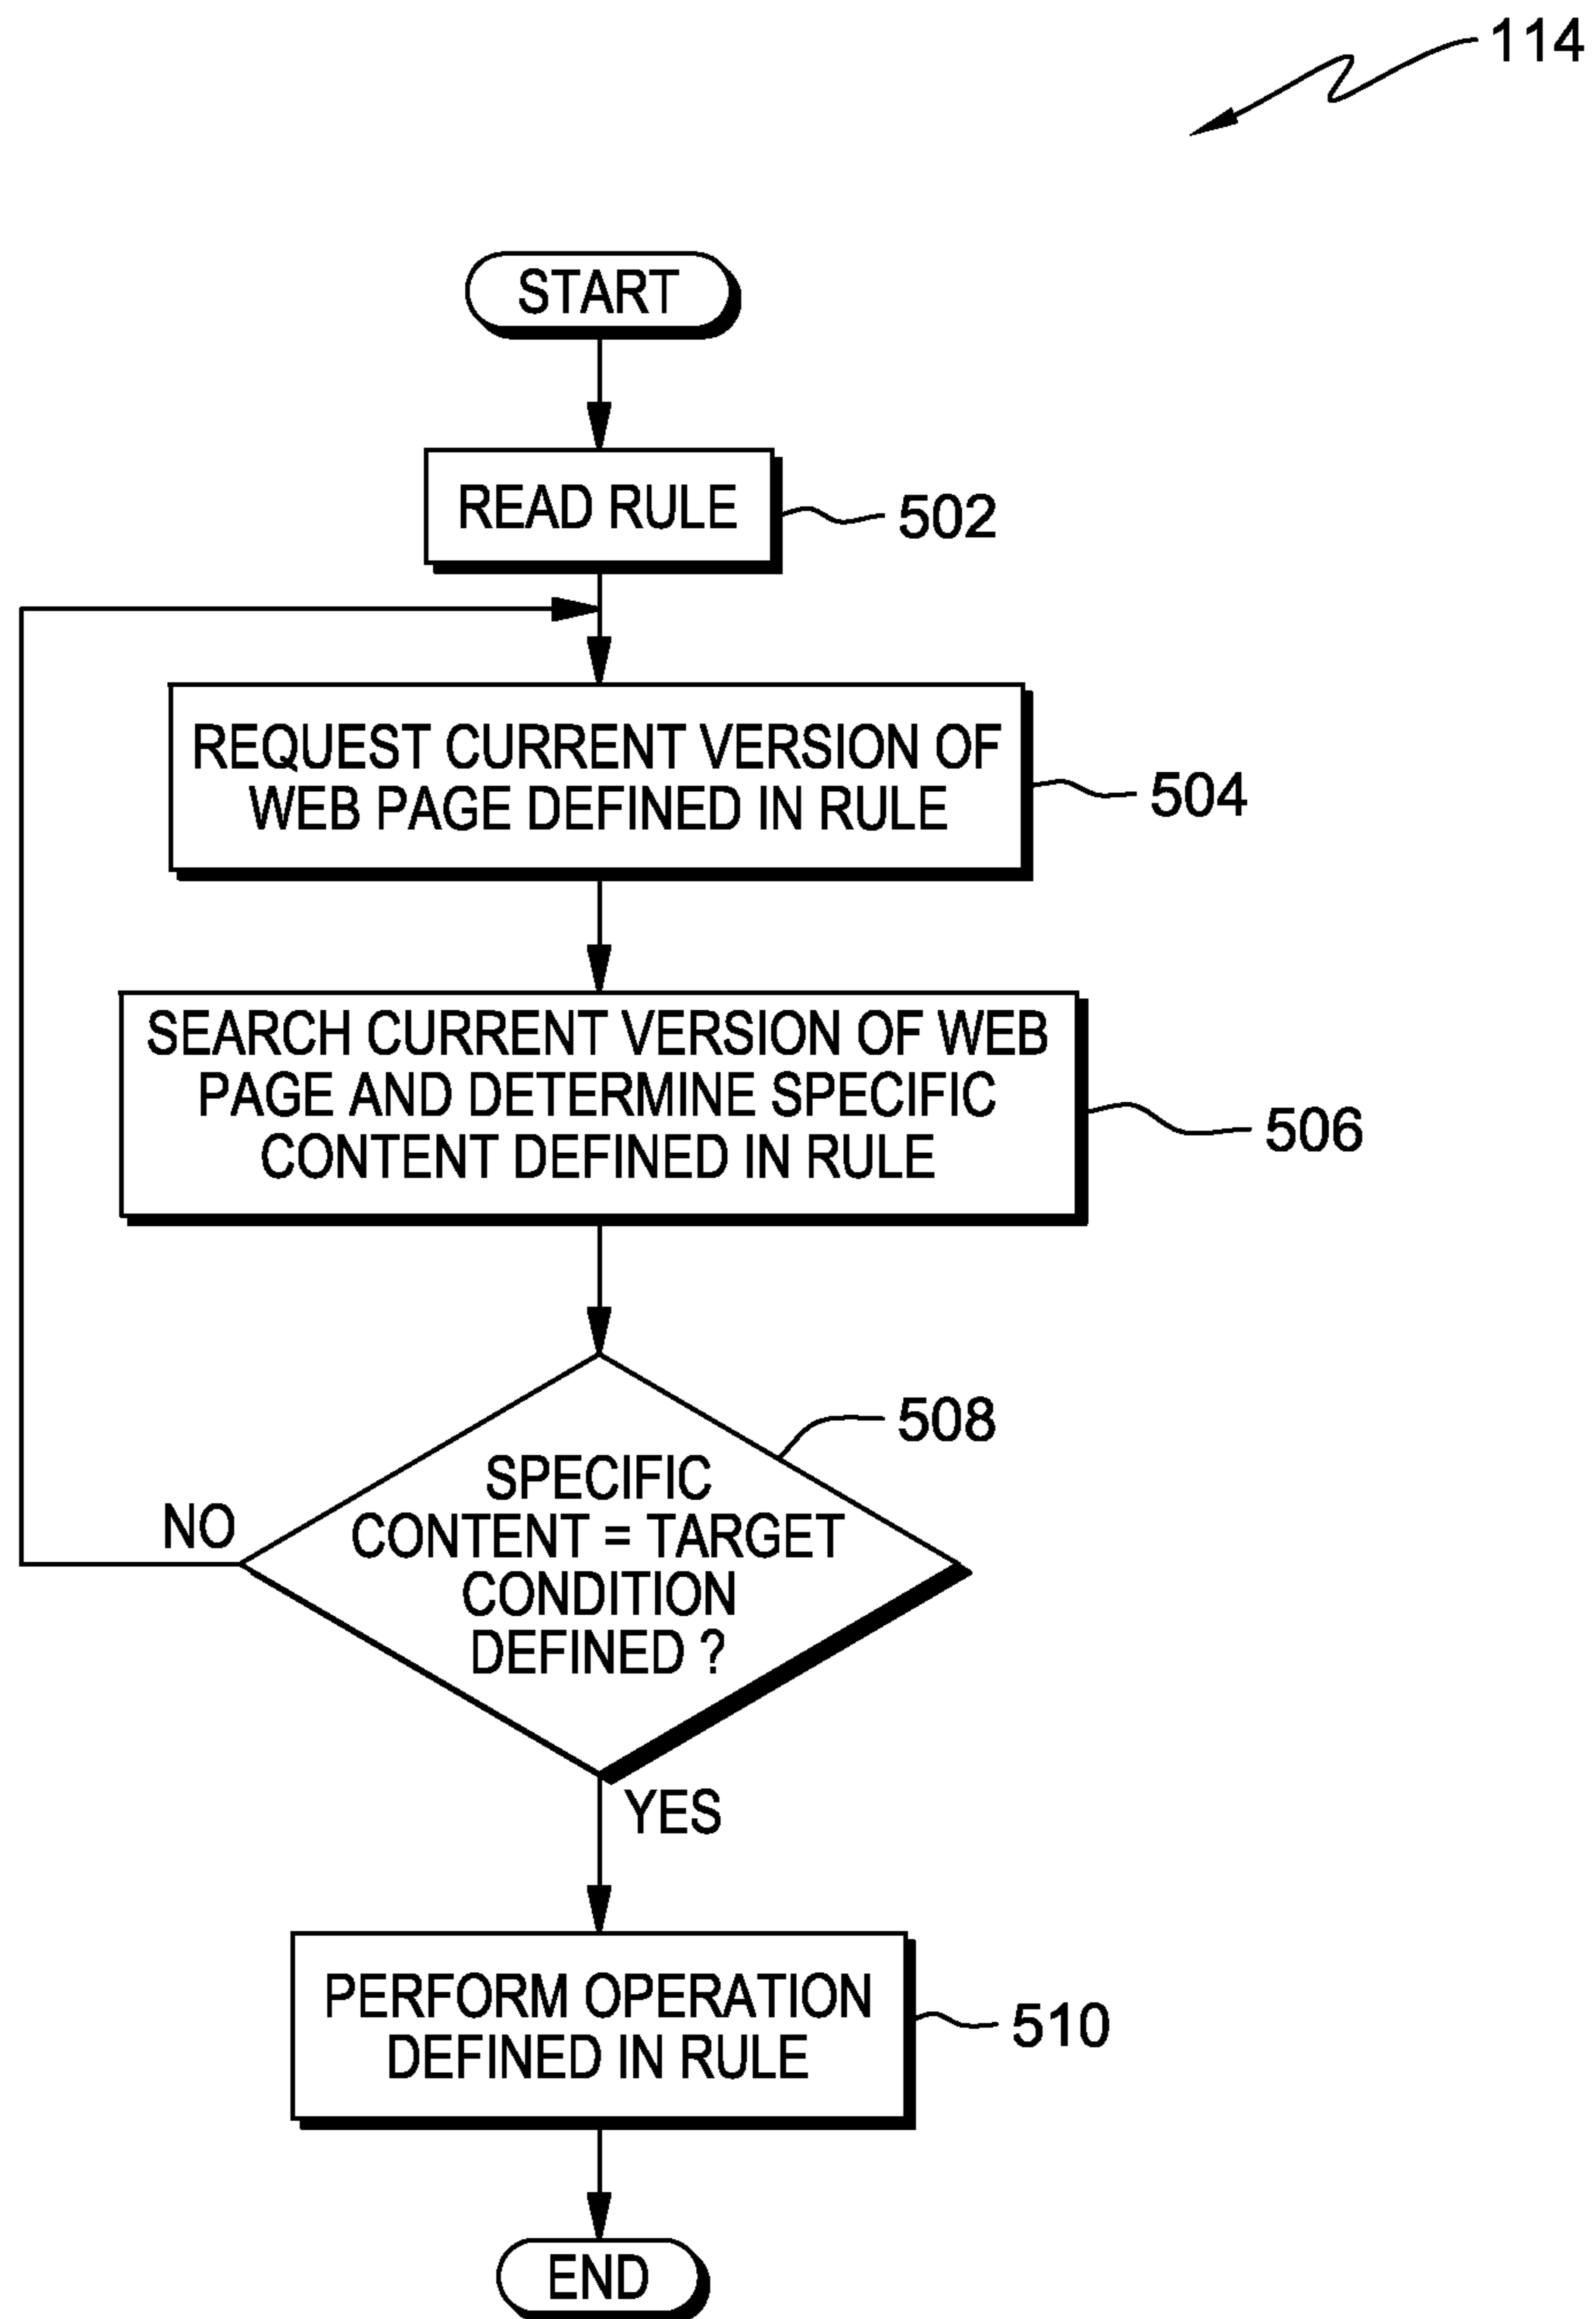 114
START
READ RULE
502
REQUEST CURRENT VERSION OF
WEB PAGE DEFINED IN RULE
504
SEARCH CURRENT VERSION OF WEB
PAGE AND DETERMINE SPECIFIC
CONTENT DEFINED IN RULE
506
508
SPECIFIC
CONTENT = TARGET
CONDITION
DEFINED ?
NO
YES
PERFORM OPERATION
DEFINED IN RULE
510
END